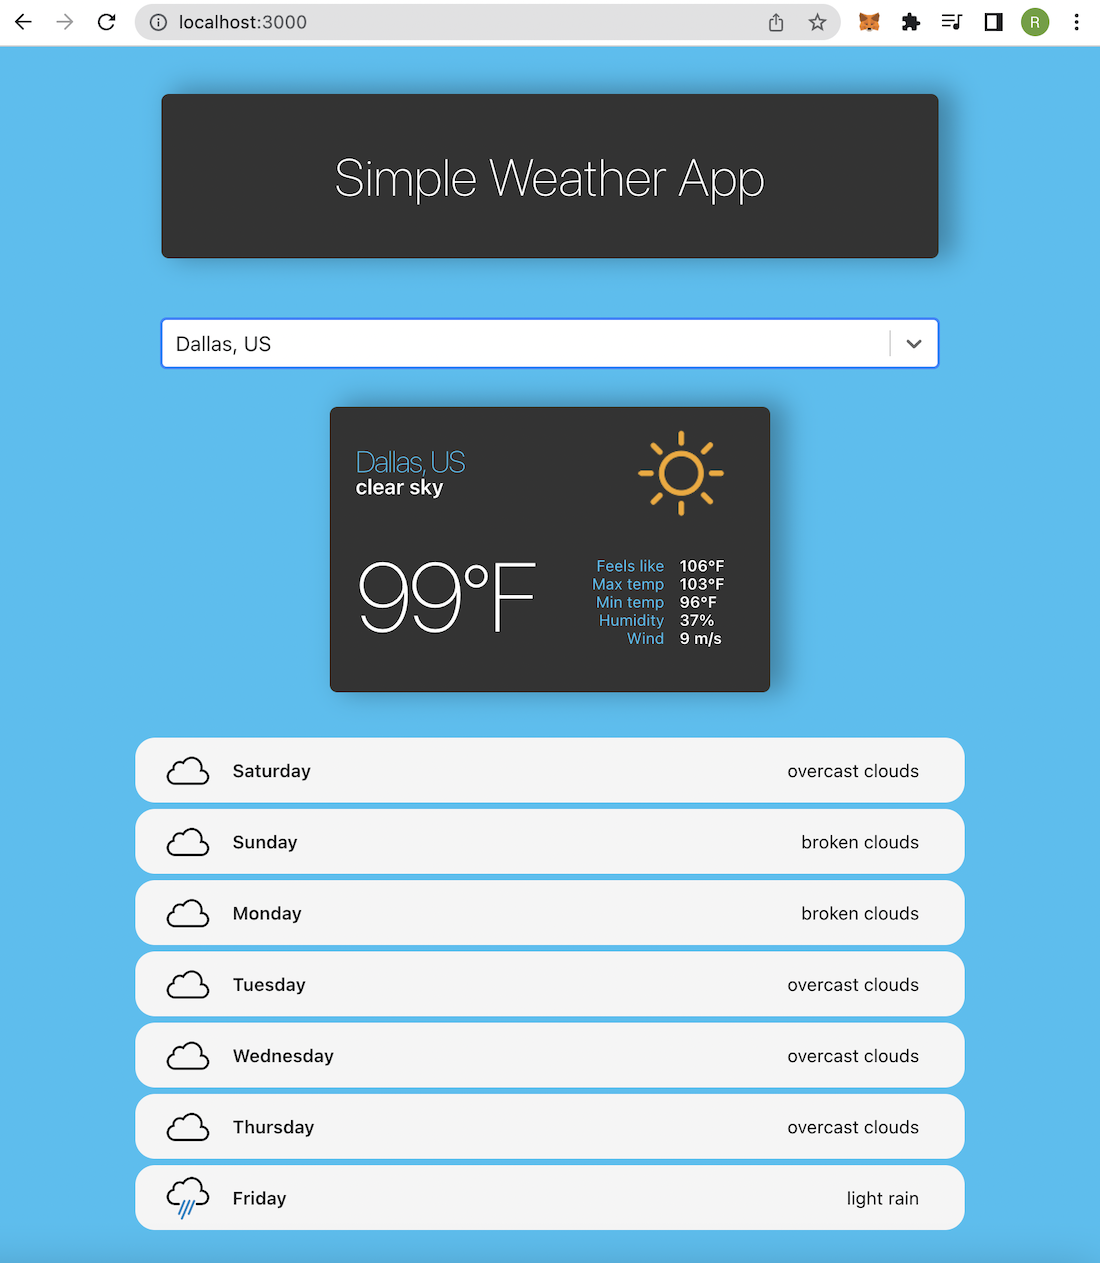 localhost:3000
R
Simple Weather App
Dallas, US
Dallas, US
clear sky
99°F
Feels like 106°F
Max temp 103°F
Min temp 96°F
Humidity 37%
Wind 9 m/s
Saturday overcast clouds
Sunday broken clouds
Monday broken clouds
Tuesday overcast clouds
Wednesday overcast clouds
Thursday overcast clouds
Friday light rain